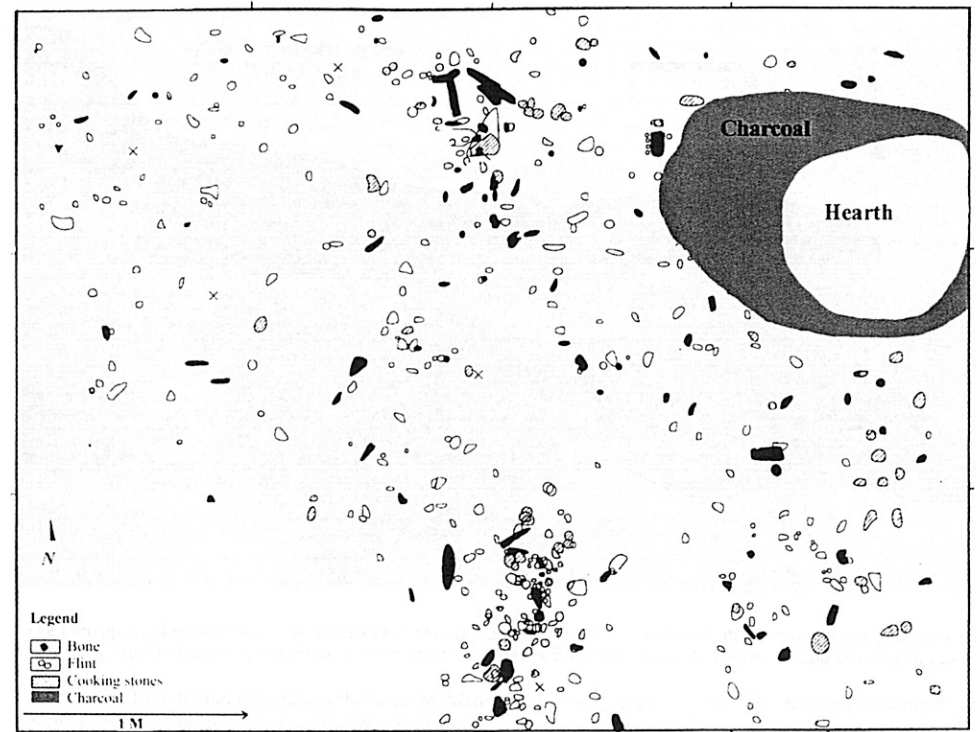 Charcoal
Hearth
N
Legend
Bone
Flint
Cooking stones
Charcoal
1 M